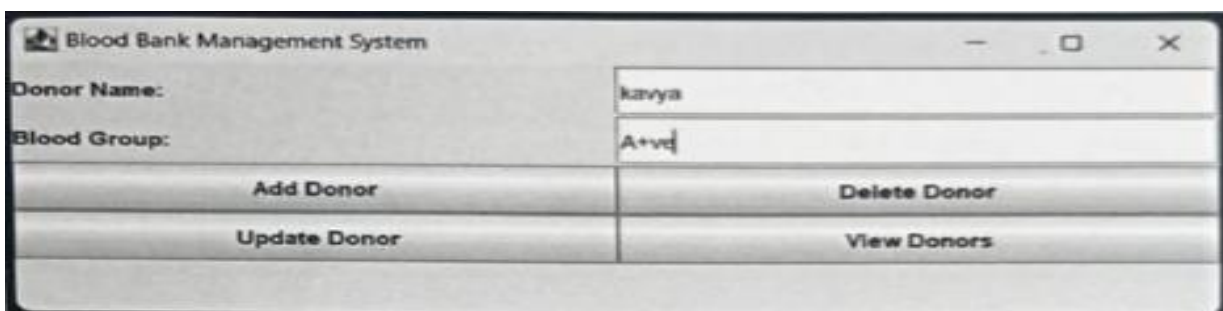 Blood Bank Management System
Donor Name: kavya
Blood Group: A+ve
Add Donor Delete Donor
Update Donor View Donors